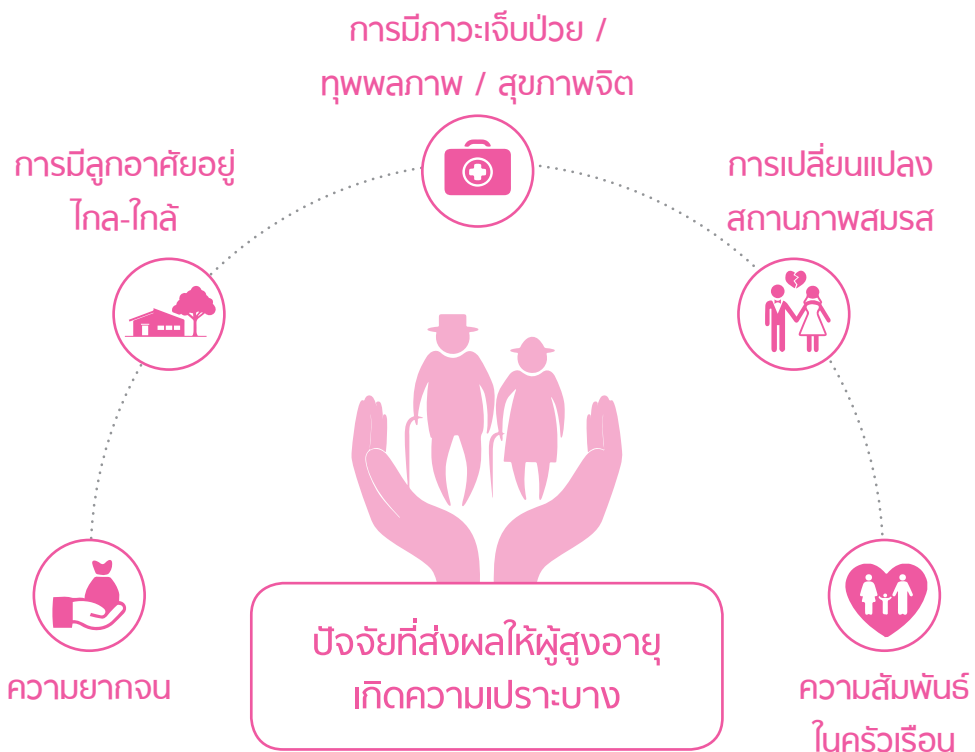 การมีภาวะเจ็บป่วย /
ทุพพลภาพ / สุขภาพจิต
การมีลูกอาศัยอยู่
ไกล-ใกล้
การเปลี่ยนแปลง
สถานภาพสมรส
ความยากจน
ปัจจัยที่ส่งผลให้ผู้สูงอายุ
เกิดความเปราะบาง
ความสัมพันธ์
ในครัวเรือน